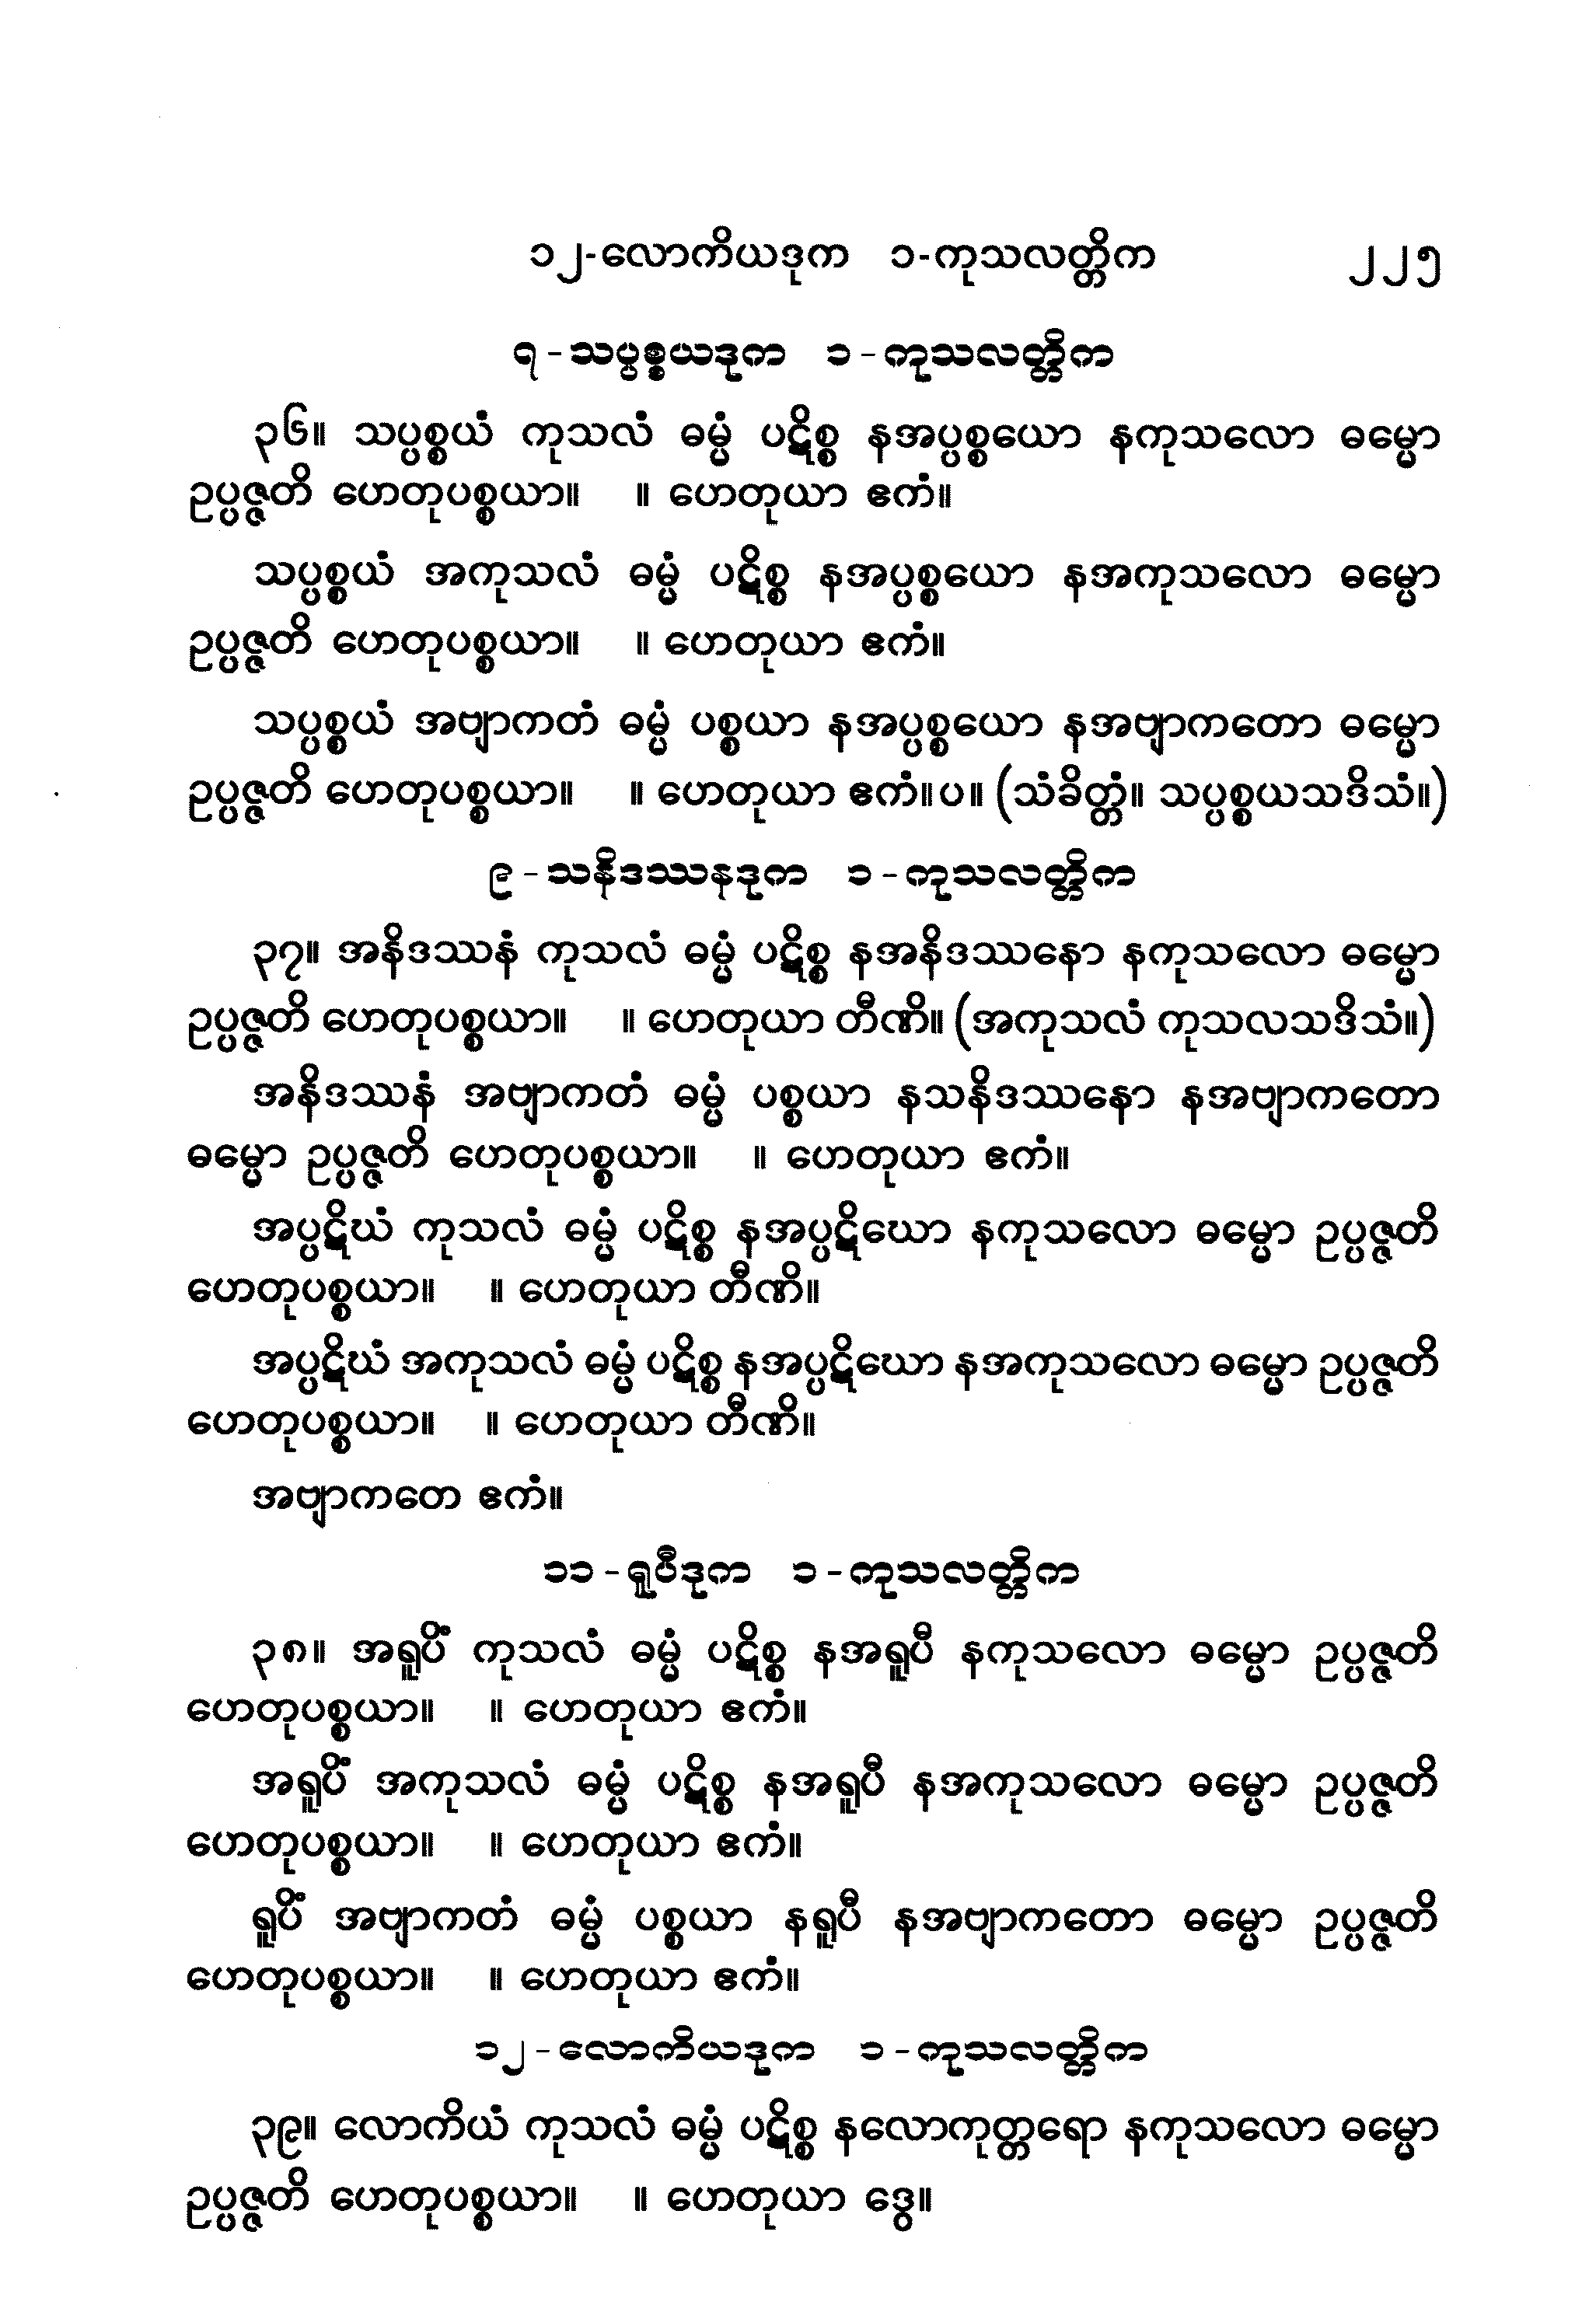 ၁၂-လောကိယဒုက ၁-ကုသလတ္တိက ၂၂၅
၇-သပ္ပစ္စယဒုက ၁-ကုသလတ္တိက
၃၆။ သပ္ပစ္စယံ ကုသလံ ဓမ္မံ ပဋိစ္စ နအပ္ပစ္စယော နကုသလော ဓမ္မော
ဥပ္ပဇ္ဇတိ ဟေတုပစ္စယာ။ ။ ဟေတုယာ ဧကံ။
သပ္ပစ္စယံ အကုသလံ ဓမ္မံ ပဋိစ္စ နအပ္ပစ္စယော နအကုသလော ဓမ္မော
ဥပ္ပဇ္ဇတိ ဟေတုပစ္စယာ။ ။ ဟေတုယာ ဧကံ။
သပ္ပစ္စယံ အဗျာကတံ ဓမ္မံ ပစ္စယာ နအပ္ပစ္စယော နအဗျာကတော ဓမ္မော
ဥပ္ပဇ္ဇတိ ဟေတုပစ္စယာ။ ။ ဟေတုယာ ဧကံ။ပ။ (သံခိတ္တံ။ သပ္ပစ္စယသဒိသံ။)
၉-သနိဒဿနဒုက ၁-ကုသလတ္တိက
၃၇။ အနိဒဿနံ ကုသလံ ဓမ္မံ ပဋိစ္စ နအနိဒဿနော နကုသလော ဓမ္မော
ဥပ္ပဇ္ဇတိ ဟေတုပစ္စယာ။ ။ ဟေတုယာ တီဏိ။ (အကုသလံ ကုသလသဒိသံ။)
အနိဒဿနံ အဗျာကတံ ဓမ္မံ ပစ္စယာ နသနိဒဿနော နအဗျာကတော
ဓမ္မော ဥပ္ပဇ္ဇတိ ဟေတုပစ္စယာ။ ။ ဟေတုယာ ဧကံ။
အပ္ပဋိဃံ ကုသလံ ဓမ္မံ ပဋိစ္စ နအပ္ပဋိဃော နကုသလော ဓမ္မော ဥပ္ပဇ္ဇတိ
ဟေတုပစ္စယာ။ ။ ဟေတုယာ တီဏိ။
အပ္ပဋိဃံ အကုသလံ ဓမ္မံ ပဋိစ္စ နအပ္ပဋိဃော နအကုသလော ဓမ္မော ဥပ္ပဇ္ဇတိ
ဟေတုပစ္စယာ။ ။ ဟေတုယာ တီဏိ။
အဗျာကတေ ဧကံ။
၁၁-ရူပီဒုက ၁-ကုသလတ္တိက
၃၈။ အရူပိံ ကုသလံ ဓမ္မံ ပဋိစ္စ နအရူပီ နကုသလော ဓမ္မော ဥပ္ပဇ္ဇတိ
ဟေတုပစ္စယာ။ ။ ဟေတုယာ ဧကံ။
အရူပိံ အကုသလံ ဓမ္မံ ပဋိစ္စ နအရူပီ နအကုသလော ဓမ္မော ဥပ္ပဇ္ဇတိ
ဟေတုပစ္စယာ။ ။ ဟေတုယာ ဧကံ။
ရူပိံ အဗျာကတံ ဓမ္မံ ပစ္စယာ နရူပီ နအဗျာကတော ဓမ္မော ဥပ္ပဇ္ဇတိ
ဟေတုပစ္စယာ။ ။ ဟေတုယာ ဧကံ။
၁၂-လောကိယဒုက ၁-ကုသလတ္တိက
၃၉။ လောကိယံ ကုသလံ ဓမ္မံ ပဋိစ္စ နလောကုတ္တရော နကုသလော ဓမ္မော
ဥပ္ပဇ္ဇတိ ဟေတုပစ္စယာ။ ။ ဟေတုယာ ဒွေ။